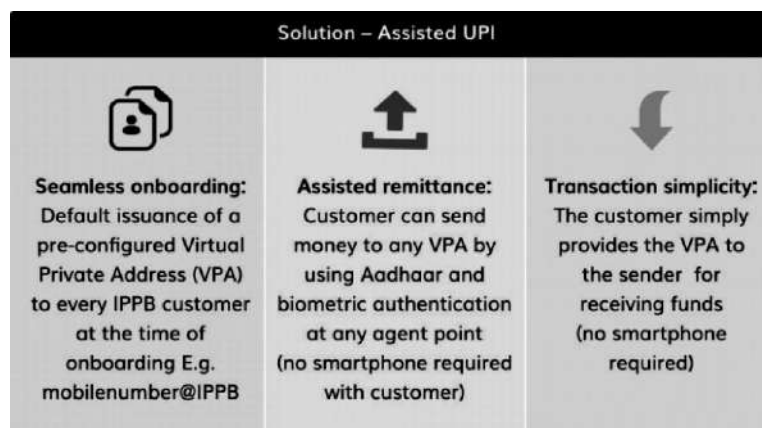 Solution – Assisted UPI
Seamless onboarding:
Default issuance of a
pre-configured Virtual
Private Address (VPA)
to every IPPB customer
at the time of
onboarding E.g.
mobilenumber@IPPB
Assisted remittance:
Customer can send
money to any VPA by
using Aadhaar and
biometric authentication
at any agent point
(no smartphone required
with customer)
Transaction simplicity:
The customer simply
provides the VPA to
the sender for
receiving funds
(no smartphone
required)